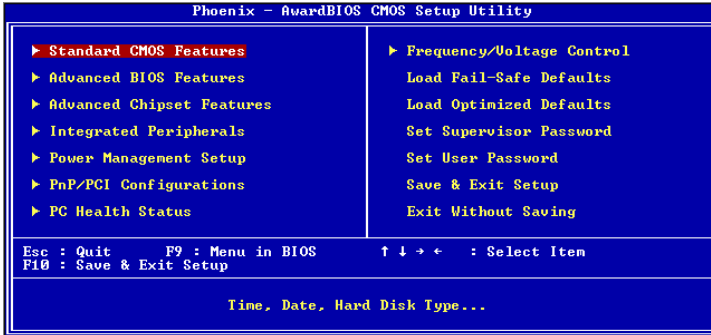 Phoenix - AwardBIOS CMOS Setup Utility
▶ Standard CMOS Features
▶ Advanced BIOS Features
▶ Advanced Chipset Features
▶ Integrated Peripherals
▶ Power Management Setup
▶ PnP/PCI Configurations
▶ PC Health Status
▶ Frequency/Voltage Control
Load Fail-Safe Defaults
Load Optimized Defaults
Set Supervisor Password
Set User Password
Save & Exit Setup
Exit Without Saving
Esc : Quit F9 : Menu in BIOS ↑ ↓ → ← : Select Item
F10 : Save & Exit Setup
Time, Date, Hard Disk Type...